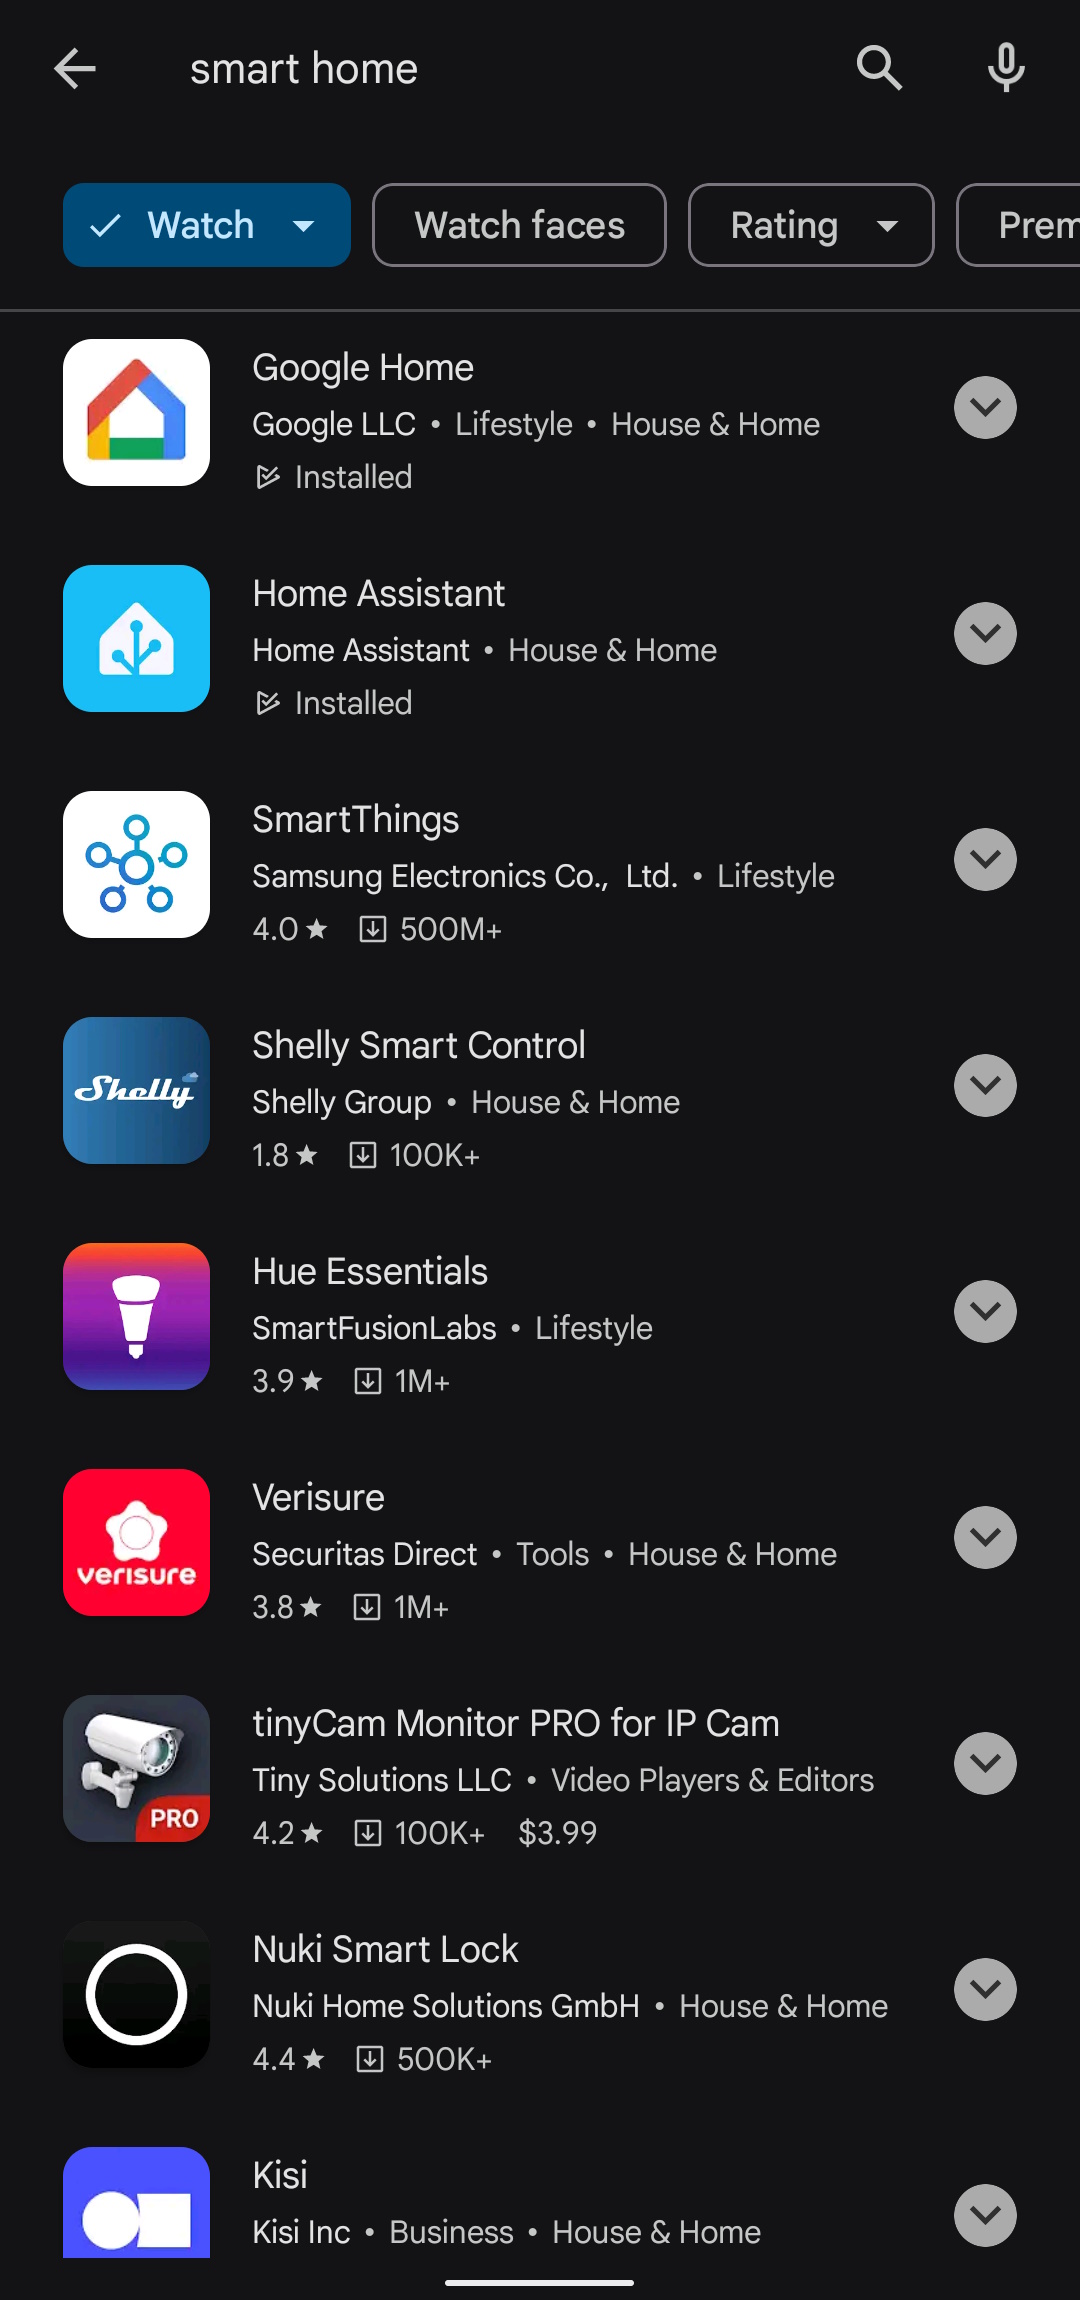 smart home
Watch Watch faces Rating Prem
Google Home
Google LLC • Lifestyle • House & Home
Installed
Home Assistant
Home Assistant • House & Home
Installed
SmartThings
Samsung Electronics Co., Ltd. • Lifestyle
4.0★ 500M+
Shelly
Shelly Smart Control
Shelly Group • House & Home
1.8★ 100K+
Hue Essentials
SmartFusionLabs • Lifestyle
3.9★ 1M+
verisure
Verisure
Securitas Direct • Tools • House & Home
3.8★ 1M+
PRO
tinyCam Monitor PRO for IP Cam
Tiny Solutions LLC • Video Players & Editors
4.2★ 100K+ $3.99
Nuki Smart Lock
Nuki Home Solutions GmbH • House & Home
4.4★ 500K+
Kisi
Kisi Inc • Business • House & Home